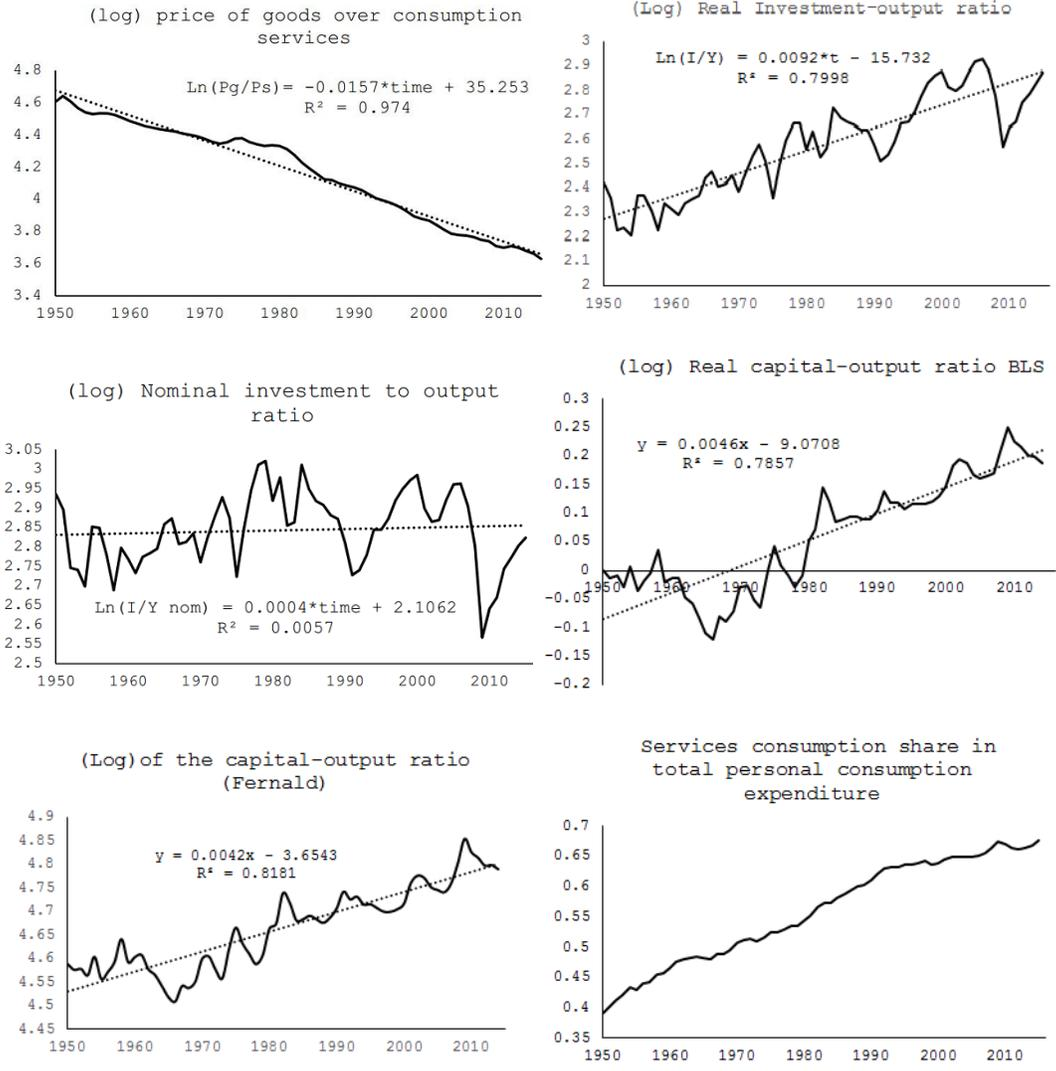 (log) price of goods over consumption
services
4.8
4.6
4.4
4.2
4
3.8
3.6
3.4
Ln(Pg/Ps)= -0.0157*time + 35.253
R² = 0.974
1950 1960 1970 1980 1990 2000 2010
(Log) Real Investment-output ratio
3
2.9
2.8
2.7
2.6
2.5
2.4
2.3
2.2
2.1
2
Ln(I/Y) = 0.0092*t - 15.732
R² = 0.7998
1950 1960 1970 1980 1990 2000 2010
(log) Nominal investment to output
ratio
3.05
3
2.95
2.9
2.85
2.8
2.75
2.7
2.65
2.6
2.55
2.5
Ln(I/Y nom) = 0.0004*time + 2.1062
R² = 0.0057
1950 1960 1970 1980 1990 2000 2010
(log) Real capital-output ratio BLS
0.3
0.25
0.2
0.15
0.1
0.05
0
-0.05
-0.1
-0.15
-0.2
y = 0.0046x - 9.0708
R² = 0.7857
1950 1960 1970 1980 1990 2000 2010
(Log)of the capital-output ratio
(Fernald)
4.9
4.85
4.8
4.75
4.7
4.65
4.6
4.55
4.5
4.45
y = 0.0042x - 3.6543
R² = 0.8181
1950 1960 1970 1980 1990 2000 2010
Services consumption share in
total personal consumption
expenditure
0.7
0.65
0.6
0.55
0.5
0.45
0.4
0.35
1950 1960 1970 1980 1990 2000 2010